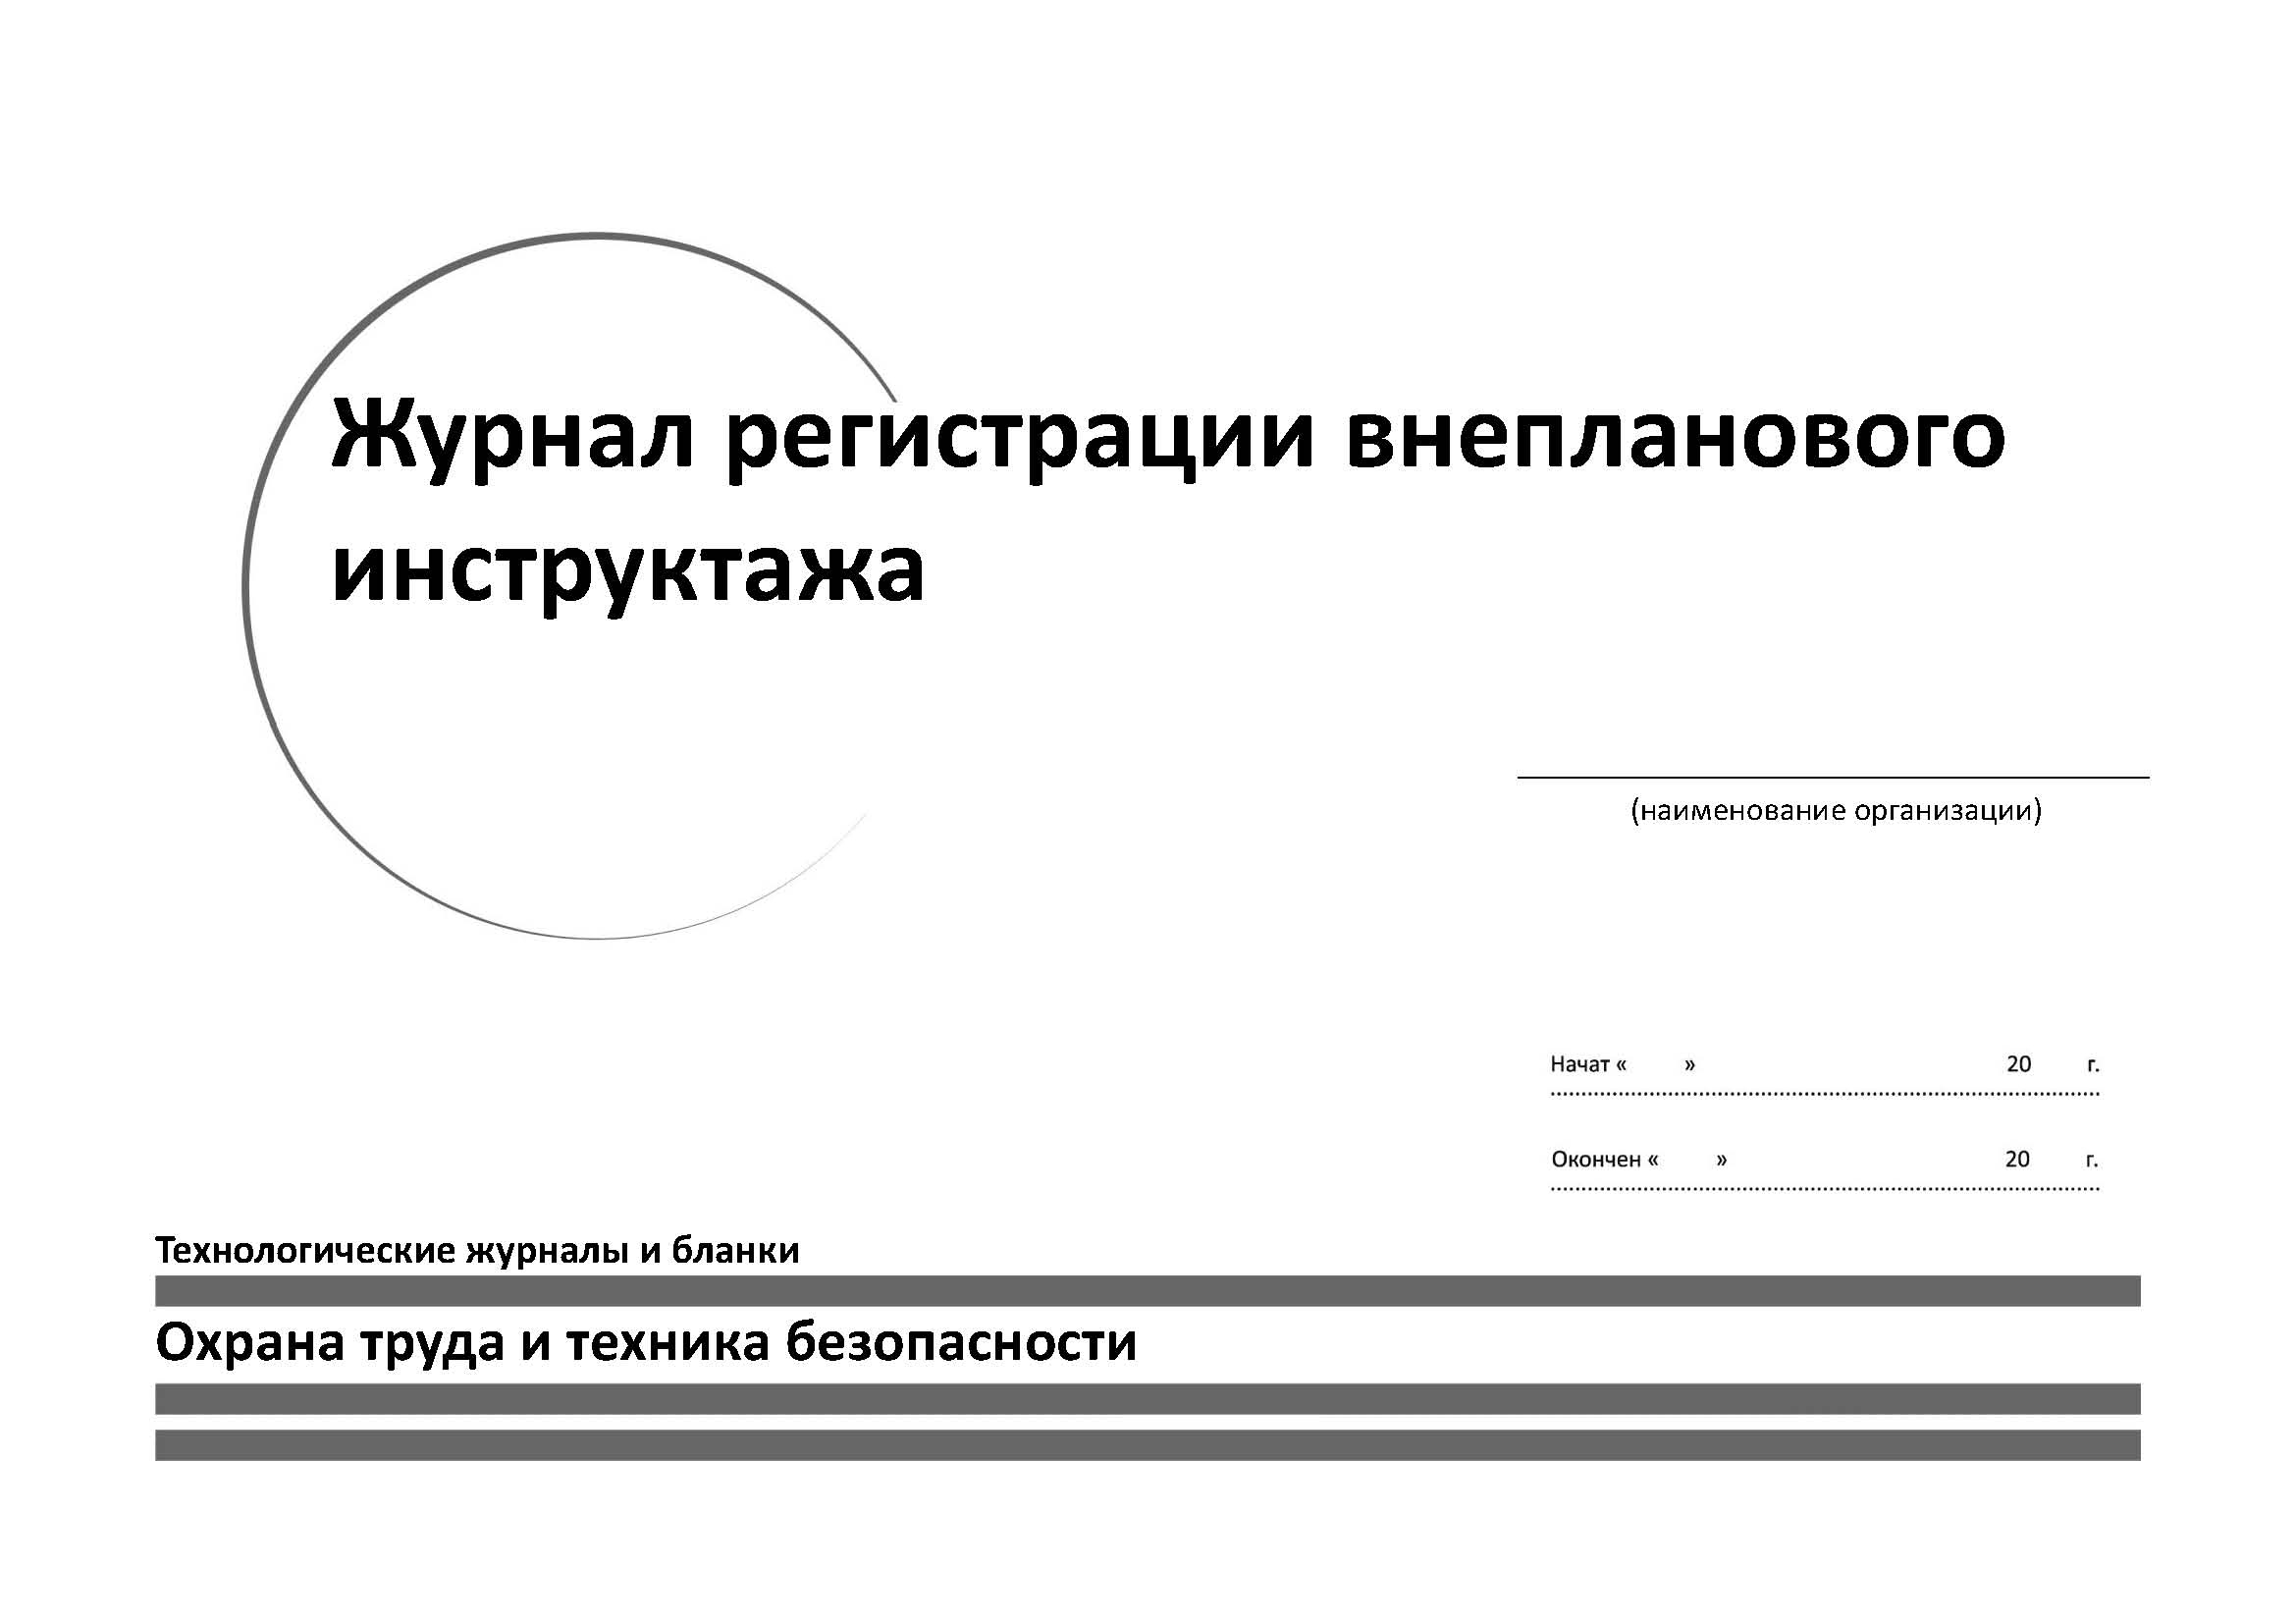 Журнал регистрации внепланового
инструктажа
(наименование организации)
Начат «       »       20       г.
Окончен «       »       20       г.
Технологические журналы и бланки
Охрана труда и техника безопасности